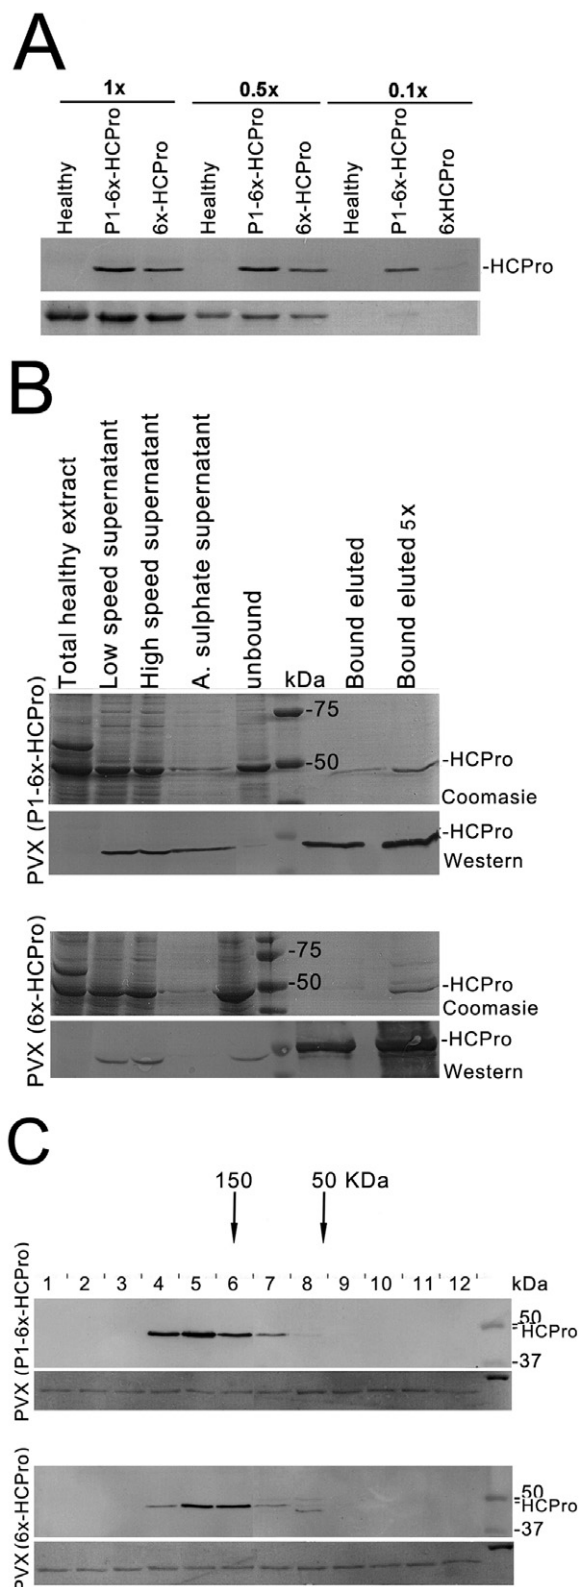 A
1x 0.5x 0.1x
Healthy P1-6x-HCPro 6x-HCPro Healthy P1-6x-HCPro 6x-HCPro Healthy P1-6x-HCPro 6xHCPro
-HCPro
B
Total healthy extract Low speed supernatant High speed supernatant A. sulphate supernatant unbound kDa Bound eluted Bound eluted 5x
PVX (P1-6x-HCPro)
-75
-50 -HCPro
Coomasie
-HCPro
Western
PVX (6x-HCPro)
-75
-50 -HCPro
Coomasie
-HCPro
Western
C
150 50 KDa
1 2 3 4 5 6 7 8 9 10 11 12 kDa
PVX (P1-6x-HCPro)
-50
-HCPro
-37
PVX (6x-HCPro)
-50
-HCPro
-37